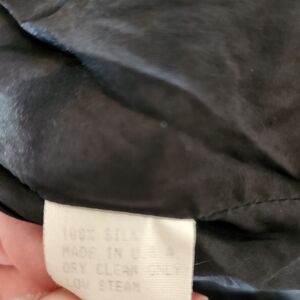 100% SILK
MADE IN U.S.A.
DRY CLEAN ONLY
LOW STEAM